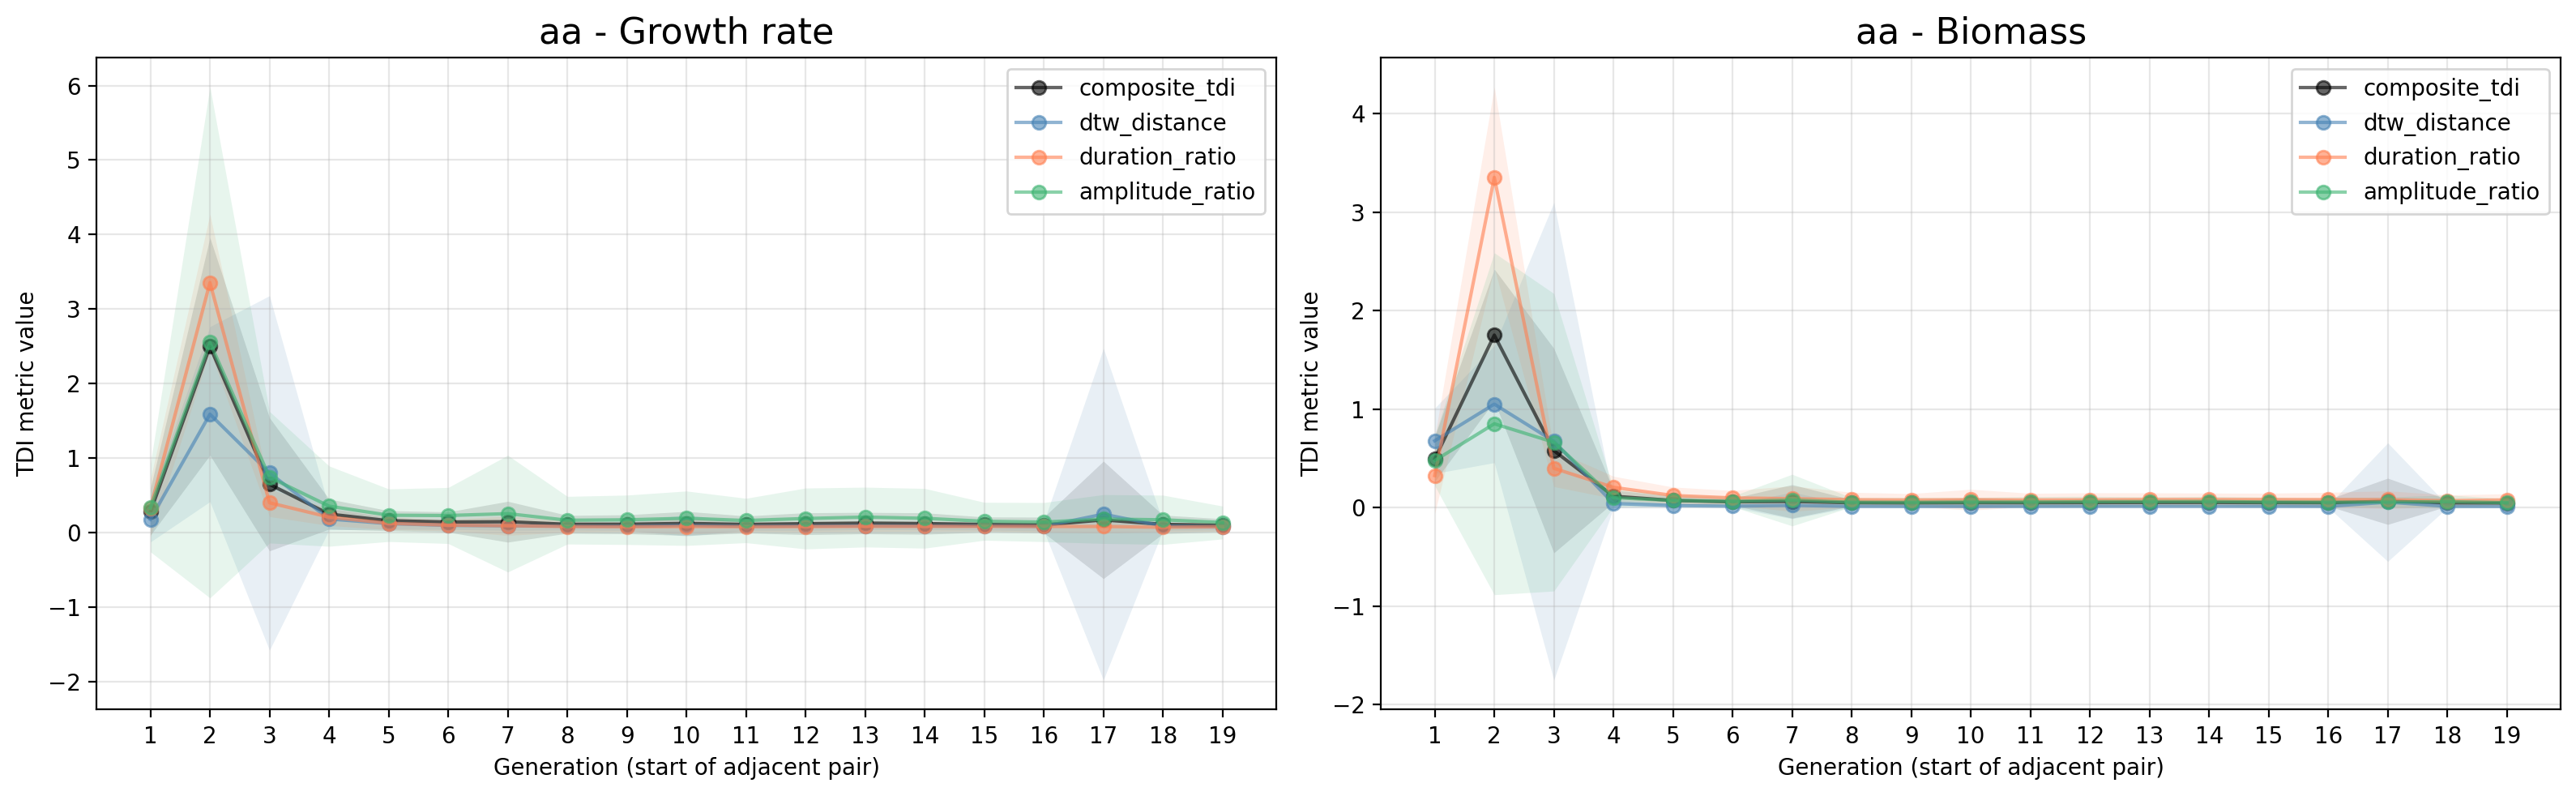 aa - Growth rate
TDI metric value
6
5
4
3
2
1
0
−1
−2
composite_tdi
dtw_distance
duration_ratio
amplitude_ratio
1 2 3 4 5 6 7 8 9 10 11 12 13 14 15 16 17 18 19
Generation (start of adjacent pair)
aa - Biomass
TDI metric value
4
3
2
1
0
−1
−2
composite_tdi
dtw_distance
duration_ratio
amplitude_ratio
1 2 3 4 5 6 7 8 9 10 11 12 13 14 15 16 17 18 19
Generation (start of adjacent pair)